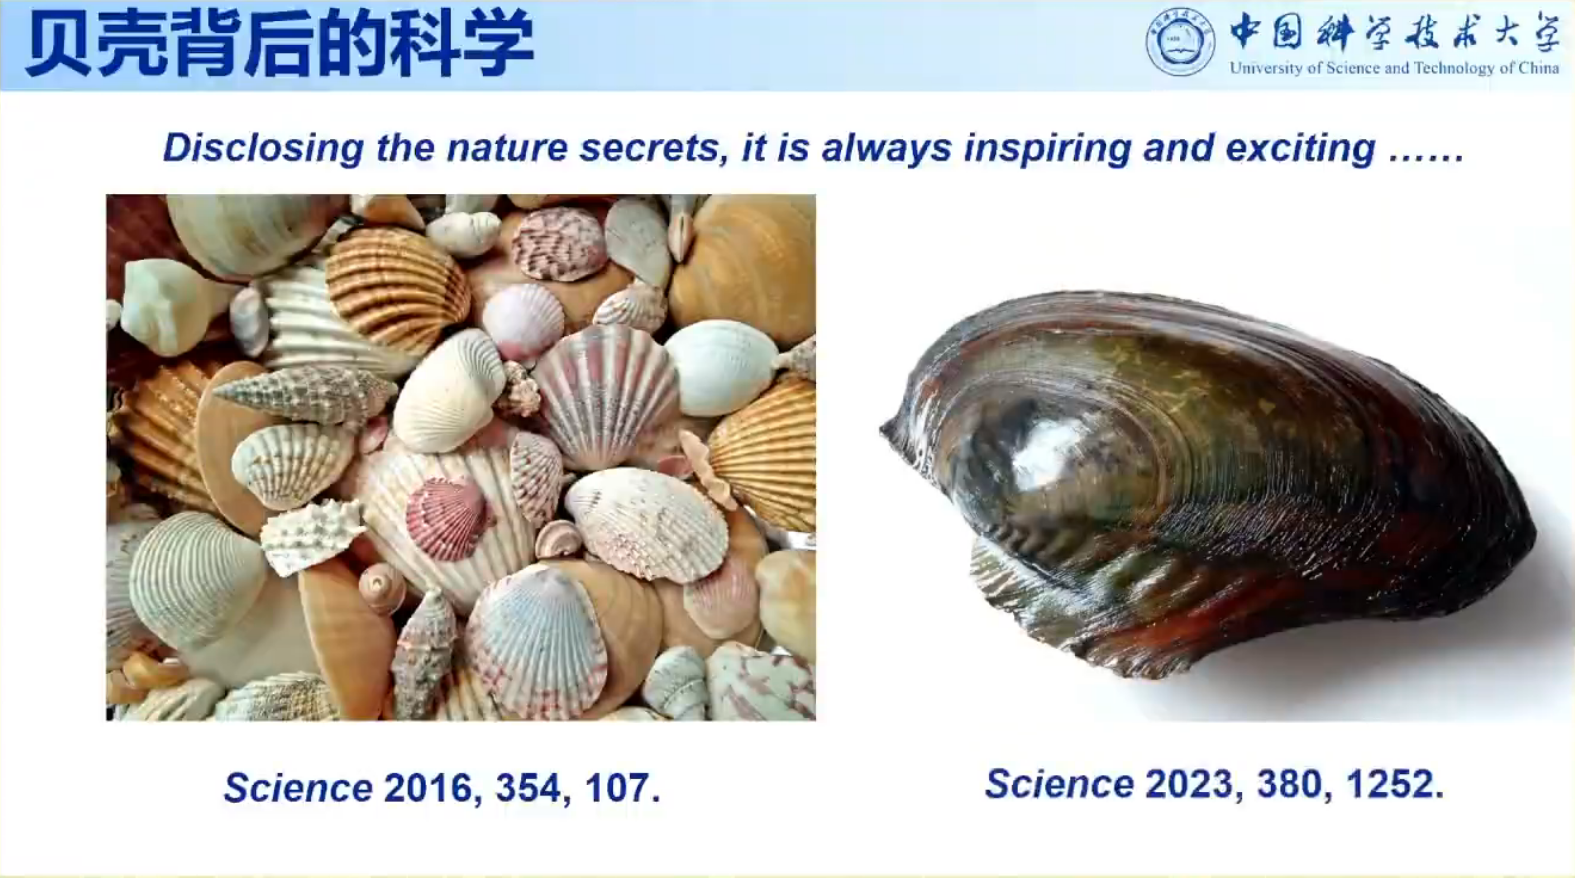 贝壳背后的科学
中国科学技术大学
University of Science and Technology of China
Disclosing the nature secrets, it is always inspiring and exciting ……
Science 2016, 354, 107.
Science 2023, 380, 1252.